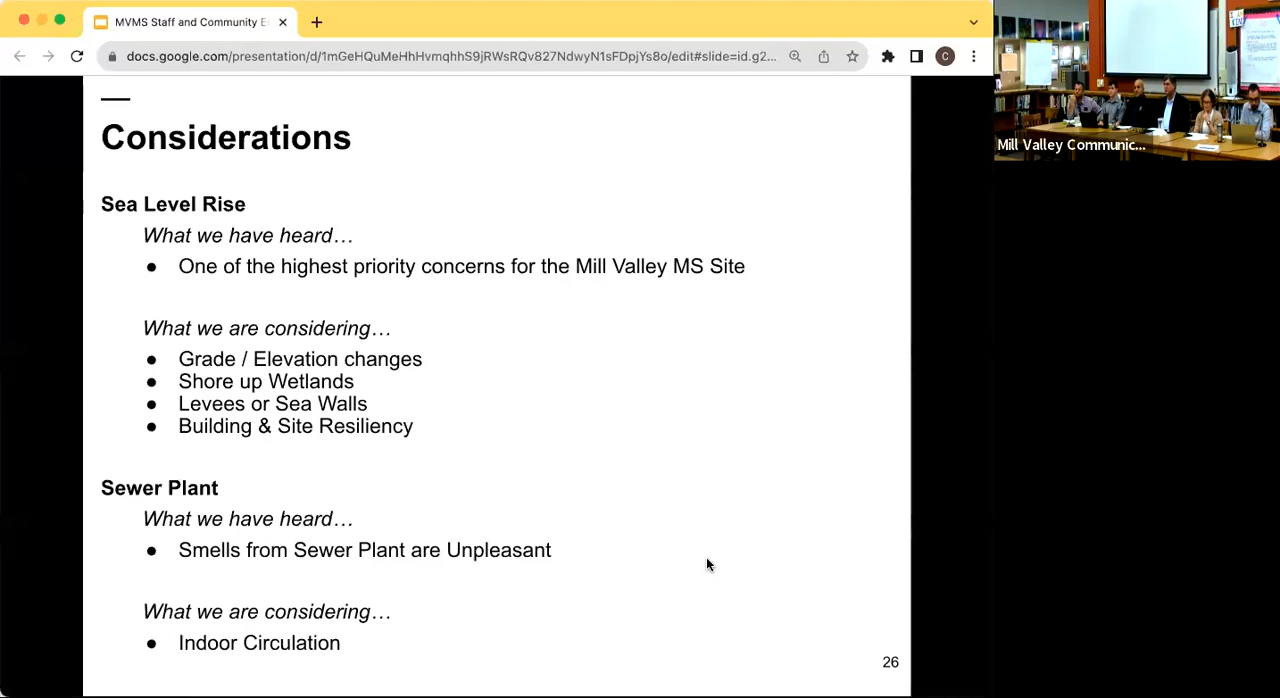 MVMS Staff and Community E
docs.google.com/presentation/d/1mGeHQuMeHhHvmqhhS9jRWsRQv827NdwyN1sFDpjYs8o/edit#slide=id.g2...
C
Mill Valley Communic...
Considerations
Sea Level Rise
What we have heard…
● One of the highest priority concerns for the Mill Valley MS Site
What we are considering…
● Grade / Elevation changes
● Shore up Wetlands
● Levees or Sea Walls
● Building & Site Resiliency
Sewer Plant
What we have heard…
● Smells from Sewer Plant are Unpleasant
What we are considering…
● Indoor Circulation
26